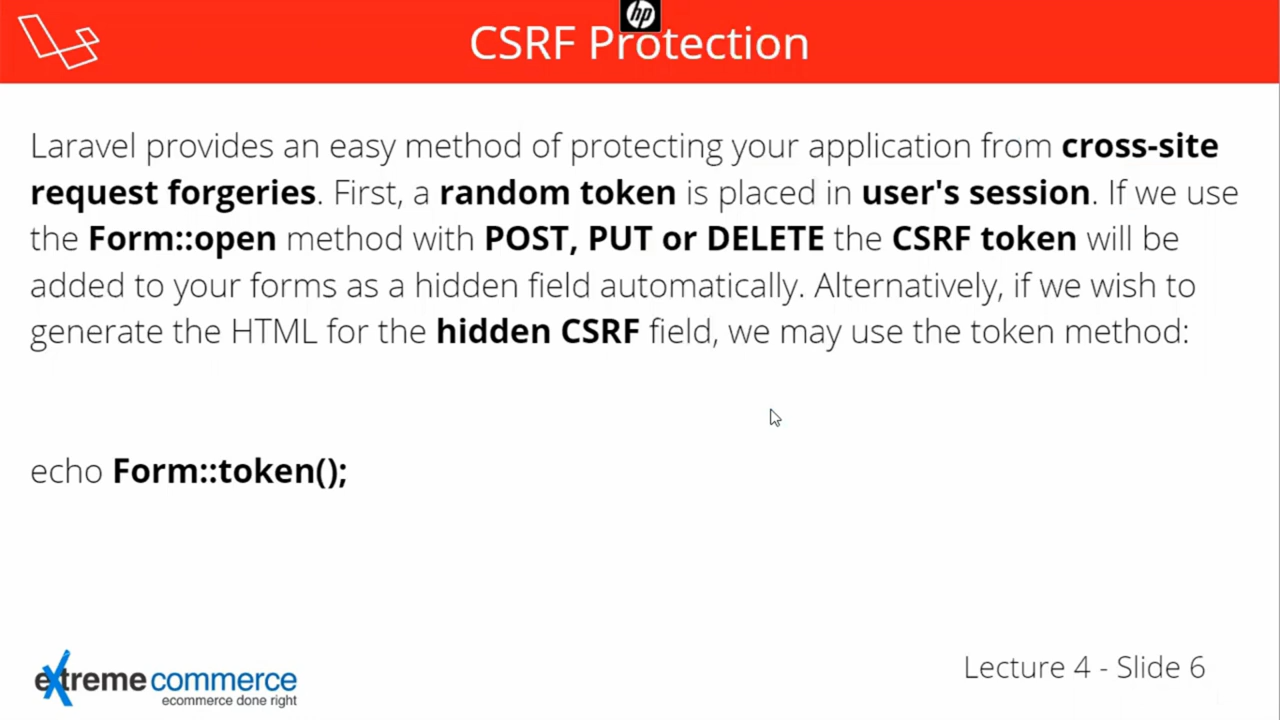 hp
CSRF Protection
Laravel provides an easy method of protecting your application from cross-site
request forgeries. First, a random token is placed in user's session. If we use
the Form::open method with POST, PUT or DELETE the CSRF token will be
added to your forms as a hidden field automatically. Alternatively, if we wish to
generate the HTML for the hidden CSRF field, we may use the token method:
echo Form::token();
extreme commerce
ecommerce done right
Lecture 4 - Slide 6